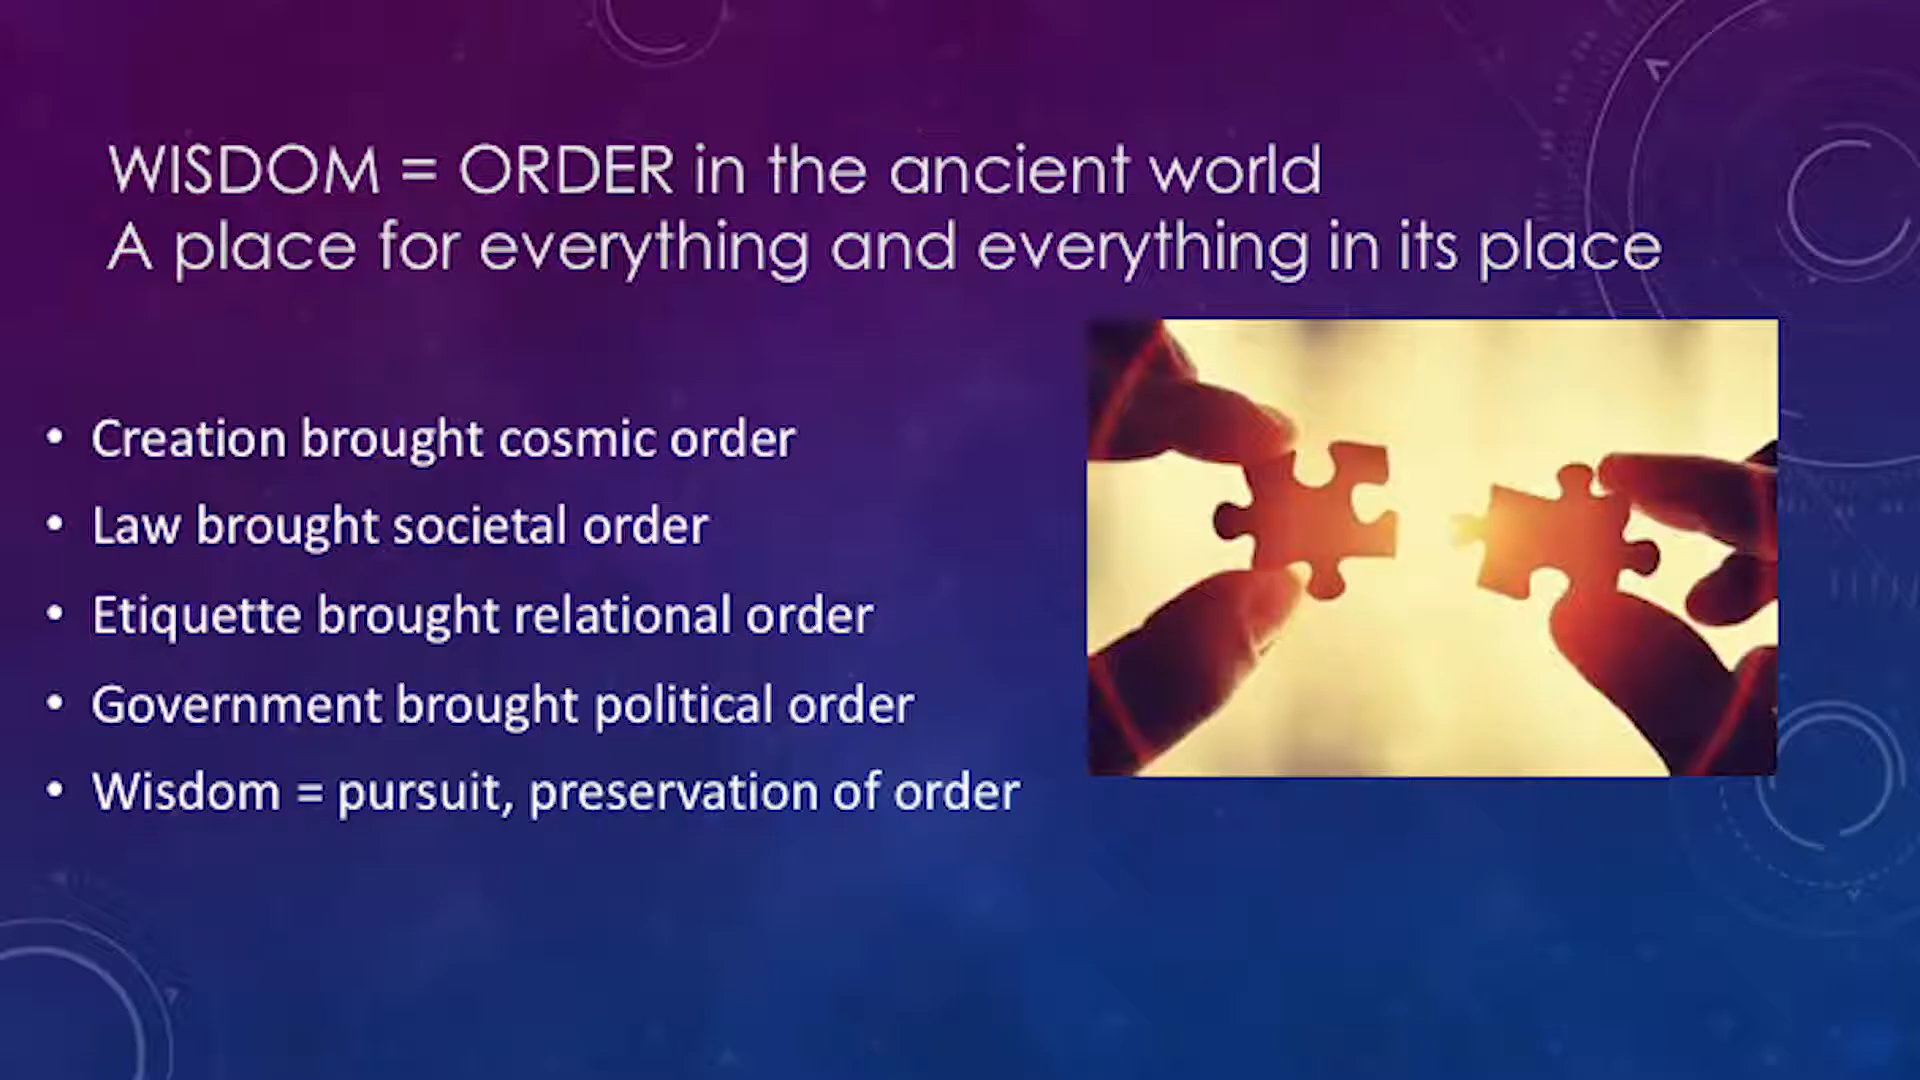 WISDOM = ORDER in the ancient world
A place for everything and everything in its place
• Creation brought cosmic order
• Law brought societal order
• Etiquette brought relational order
• Government brought political order
• Wisdom = pursuit, preservation of order